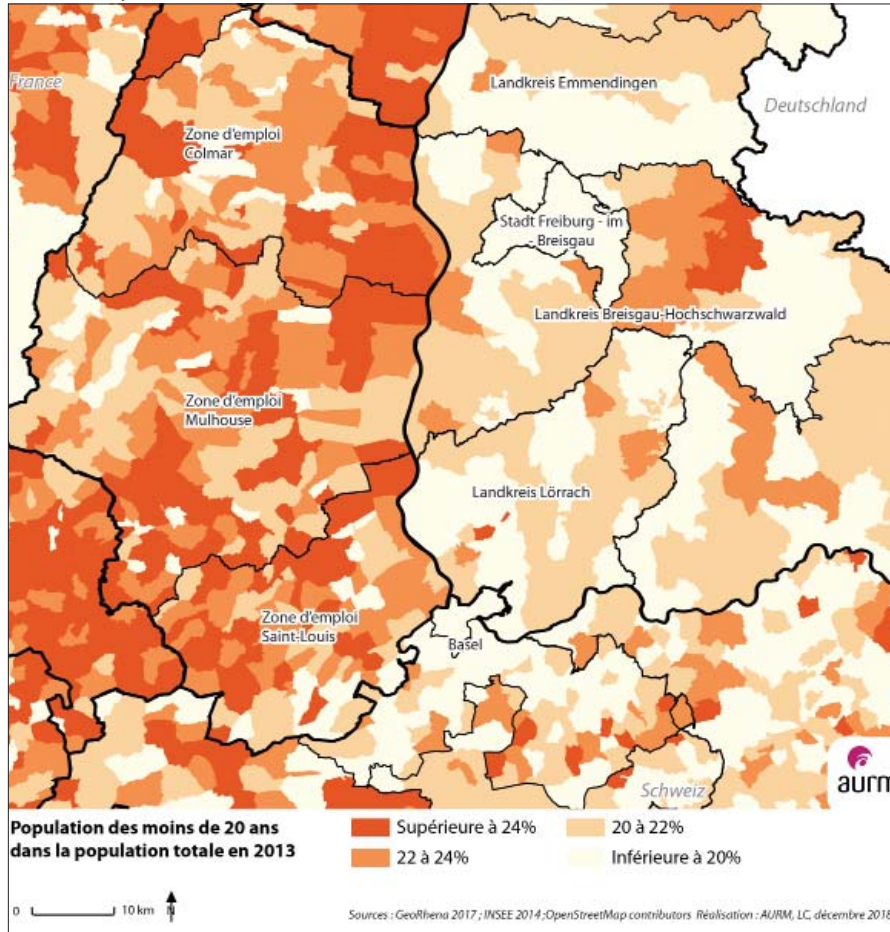 France
Landkreis Emmendingen
Deutschland
Zone d'emploi
Colmar
Stadt Freiburg - im
- Breisgau
Landkreis Breisgau-Hochschwarzwald
Zone d'emploi
Mulhouse
Landkreis Lörrach
Zone d'emploi
Saint-Louis
Basel
Schweiz
aurm
Population des moins de 20 ans
dans la population totale en 2013
Supérieure à 24%
20 à 22%
22 à 24%
Inférieure à 20%
0 10 km N
Sources : GeoRhena 2017 ; INSEE 2014 ;OpenStreetMap contributors Réalisation : AURM, LC, décembre 2018